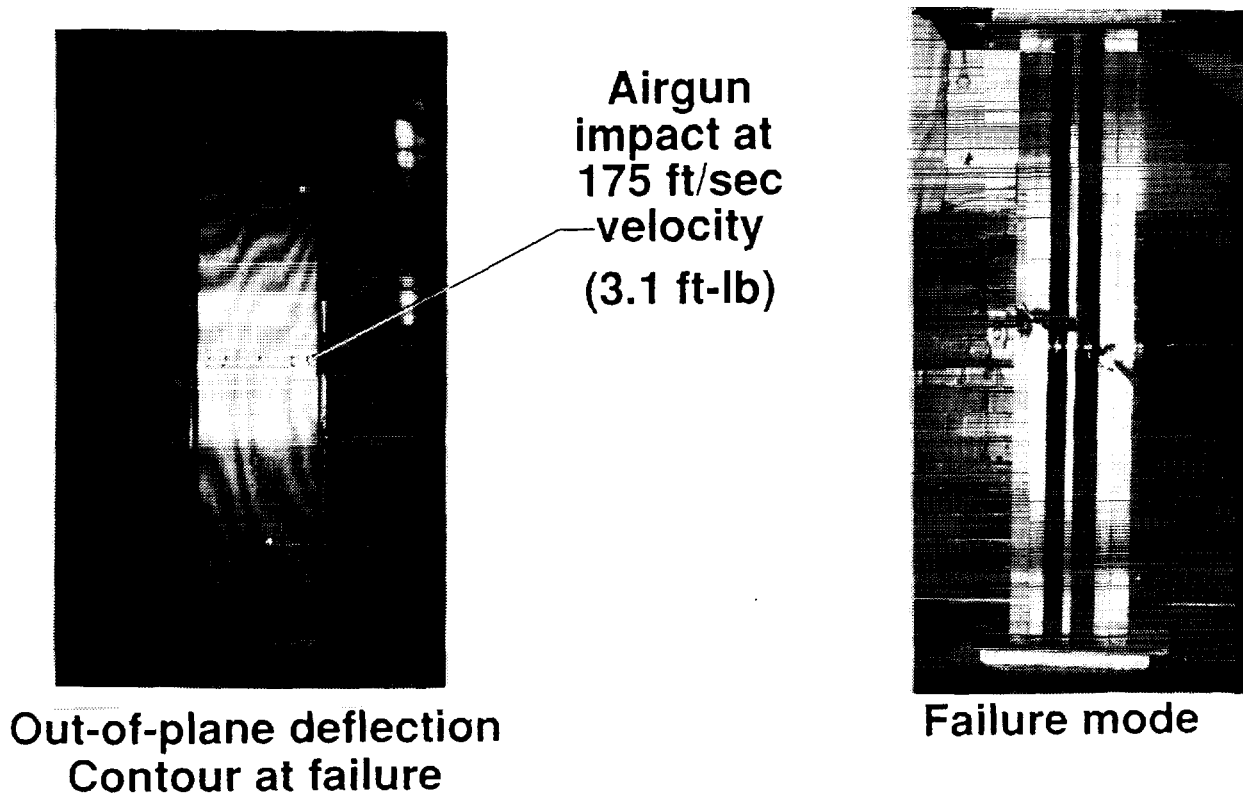 Airgun
impact at
175 ft/sec
velocity
(3.1 ft-lb)
Out-of-plane deflection
Contour at failure
Failure mode